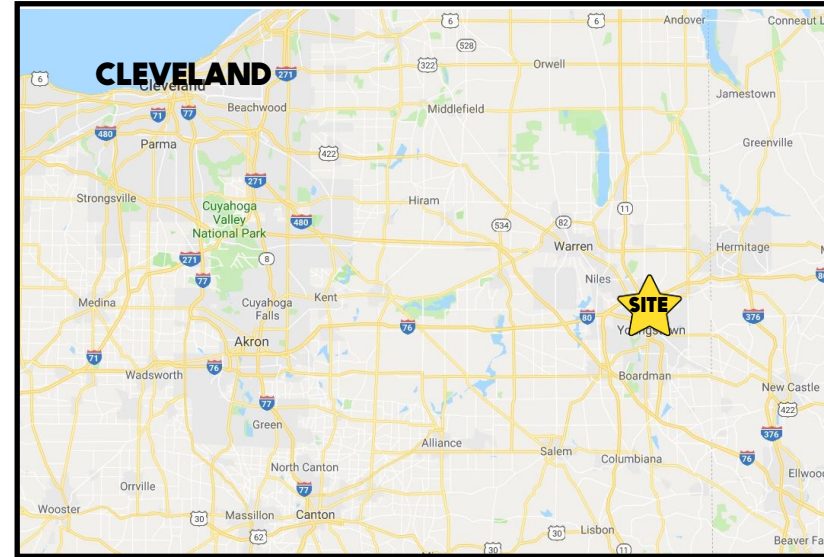 6
6
Andover
Conneaut L
528
CLEVELAND
271
322
Orwell
6
Cleveland
Jamestown
Beachwood
Middlefield
71
77
480
Parma
Greenville
422
271
Strongsville
Cuyahoga
Valley
National Park
Hiram
11
480
534
82
Warren
Hermitage
271
8
77
Niles
80
Medina
Cuyahoga
Falls
Kent
SITE
80
376
76
Youngstown
Akron
71
76
Wadsworth
Boardman
New Castle
77
422
Green
376
Alliance
Salem
Columbiana
76
North Canton
Ellwoo
77
Orrville
Wooster
30
Massillon
Canton
62
30
Lisbon
30
11
Beaver Fa